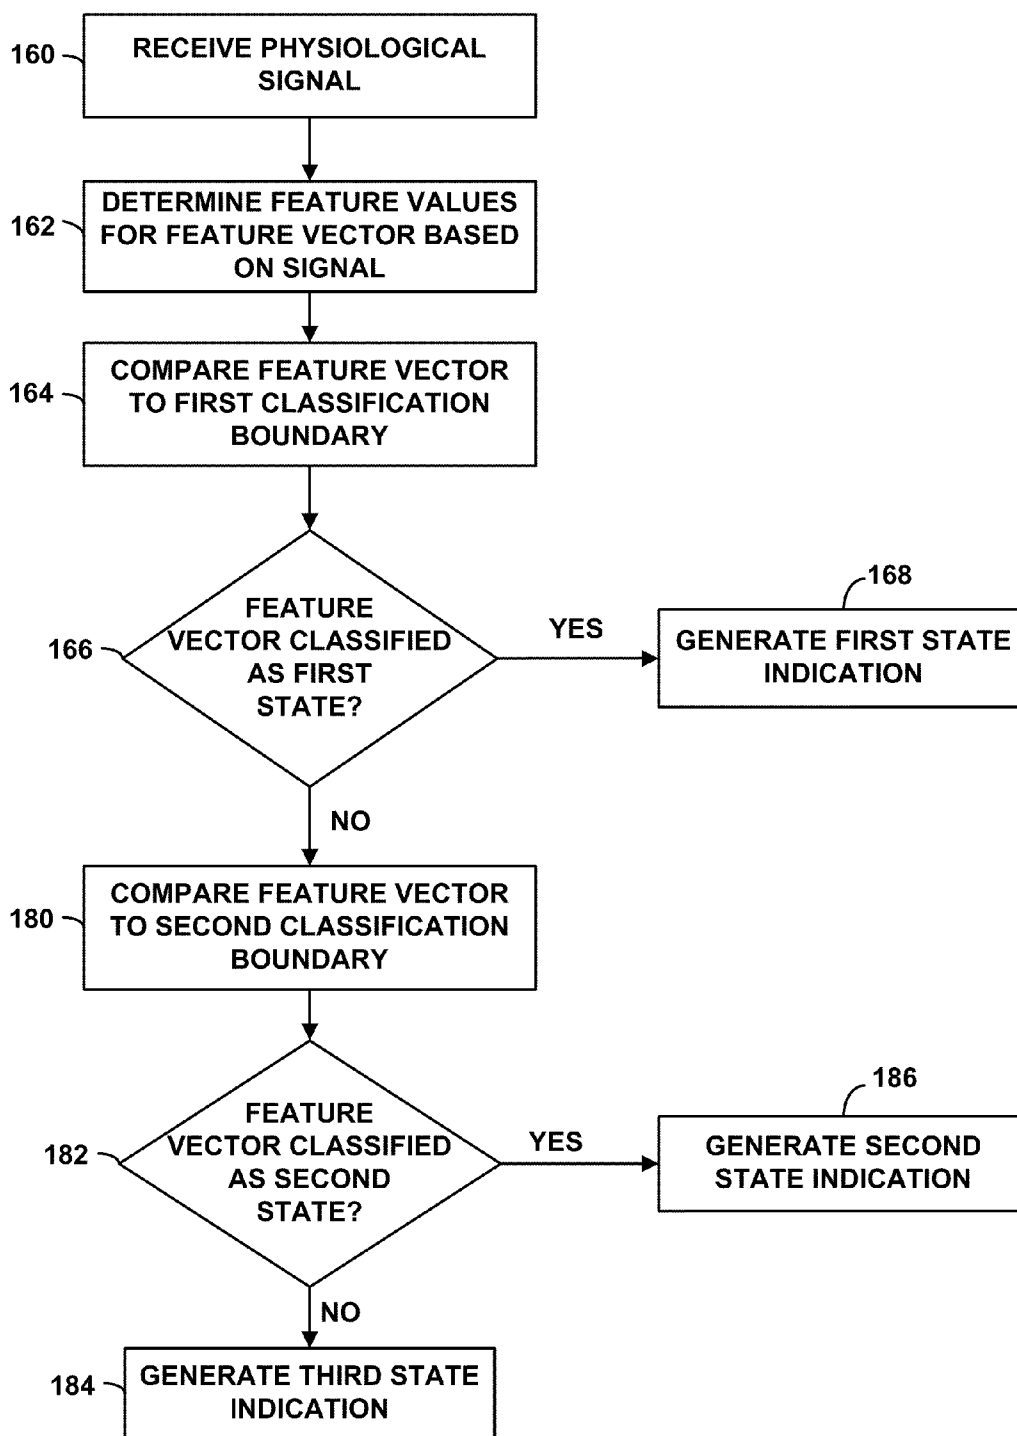 160
RECEIVE PHYSIOLOGICAL
SIGNAL
162
DETERMINE FEATURE VALUES
FOR FEATURE VECTOR BASED
ON SIGNAL
164
COMPARE FEATURE VECTOR
TO FIRST CLASSIFICATION
BOUNDARY
166
FEATURE
VECTOR CLASSIFIED
AS FIRST
STATE?
YES
168
GENERATE FIRST STATE
INDICATION
NO
180
COMPARE FEATURE VECTOR
TO SECOND CLASSIFICATION
BOUNDARY
182
FEATURE
VECTOR CLASSIFIED
AS SECOND
STATE?
YES
186
GENERATE SECOND
STATE INDICATION
NO
184
GENERATE THIRD STATE
INDICATION